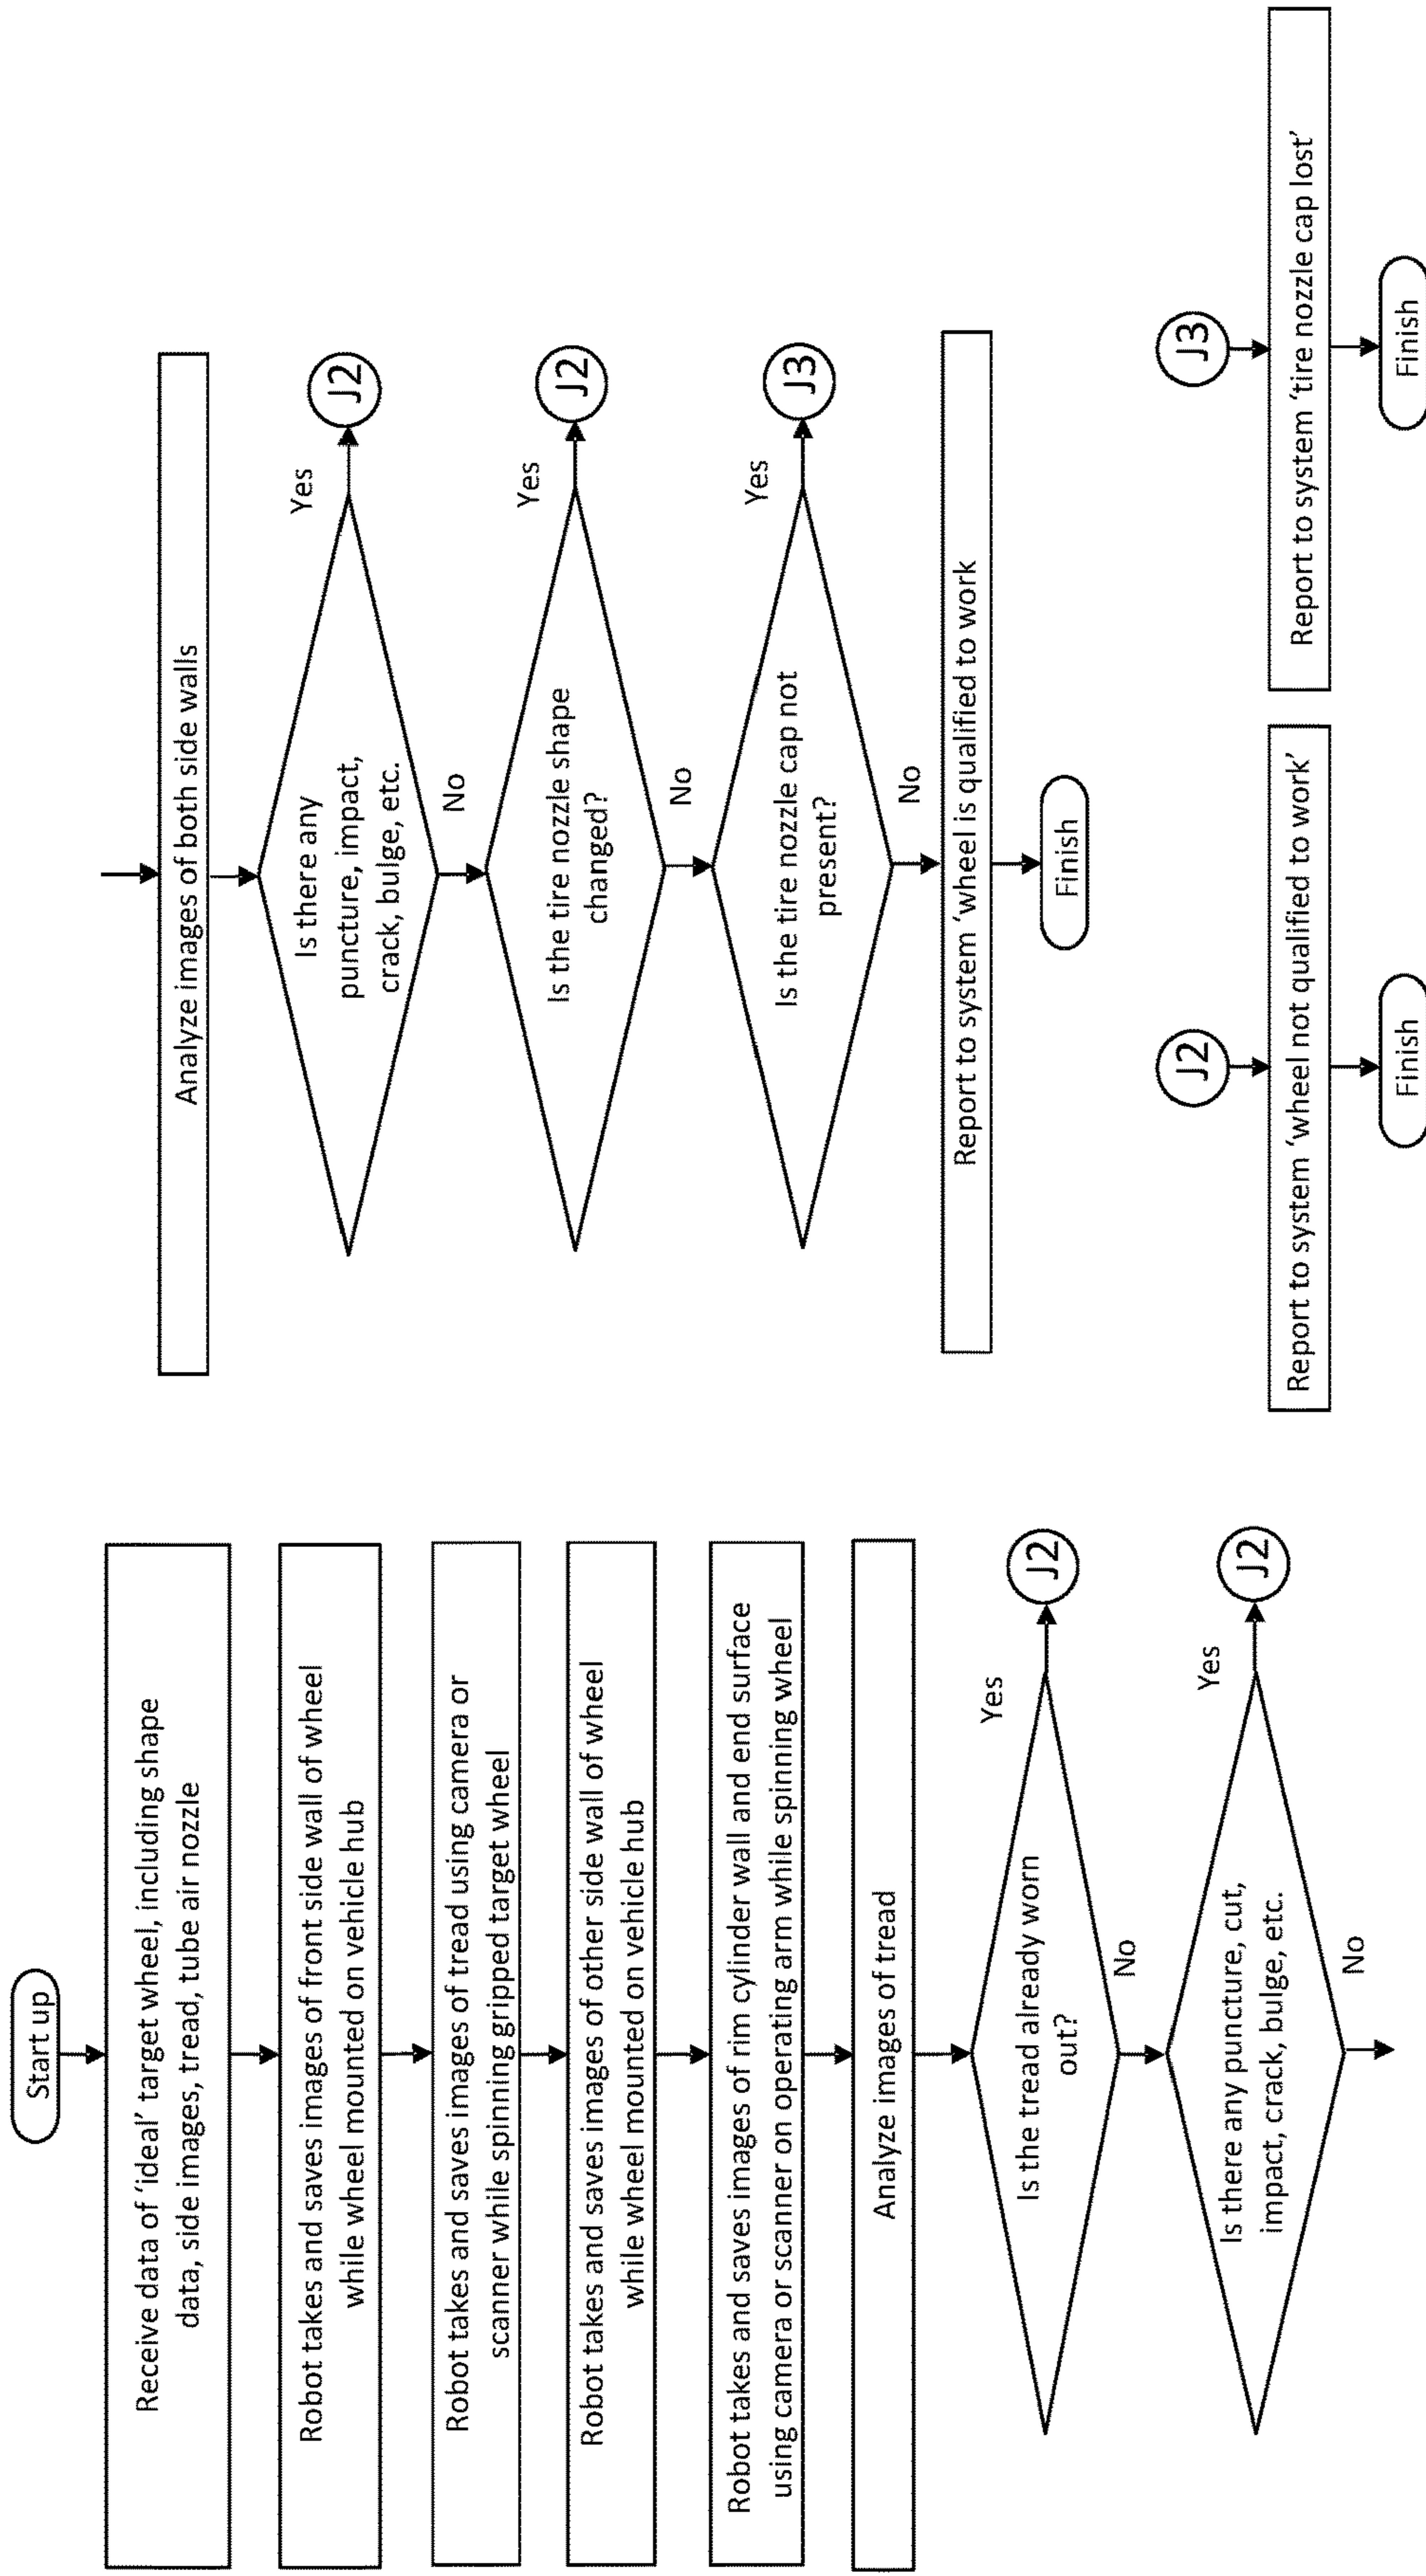 Start up
Receive data of ‘ideal’ target wheel, including shape
data, side images, tread, tube air nozzle
Robot takes and saves images of front side wall of wheel
while wheel mounted on vehicle hub
Robot takes and saves images of tread using camera or
scanner while spinning gripped target wheel
Robot takes and saves images of other side wall of wheel
while wheel mounted on vehicle hub
Robot takes and saves images of rim cylinder wall and end surface
using camera or scanner on operating arm while spinning wheel
Analyze images of tread
Is the tread already worn
out?
Yes
J2
No
Is there any puncture, cut,
impact, crack, bulge, etc.
Yes
J2
No
Analyze images of both side walls
Is there any
puncture, impact,
crack, bulge, etc.
Yes
J2
No
Is the tire nozzle shape
changed?
Yes
J2
No
Is the tire nozzle cap not
present?
Yes
J3
No
Report to system ‘wheel is qualified to work
Finish
J2
Report to system ‘wheel not qualified to work’
Finish
J3
Report to system ‘tire nozzle cap lost’
Finish